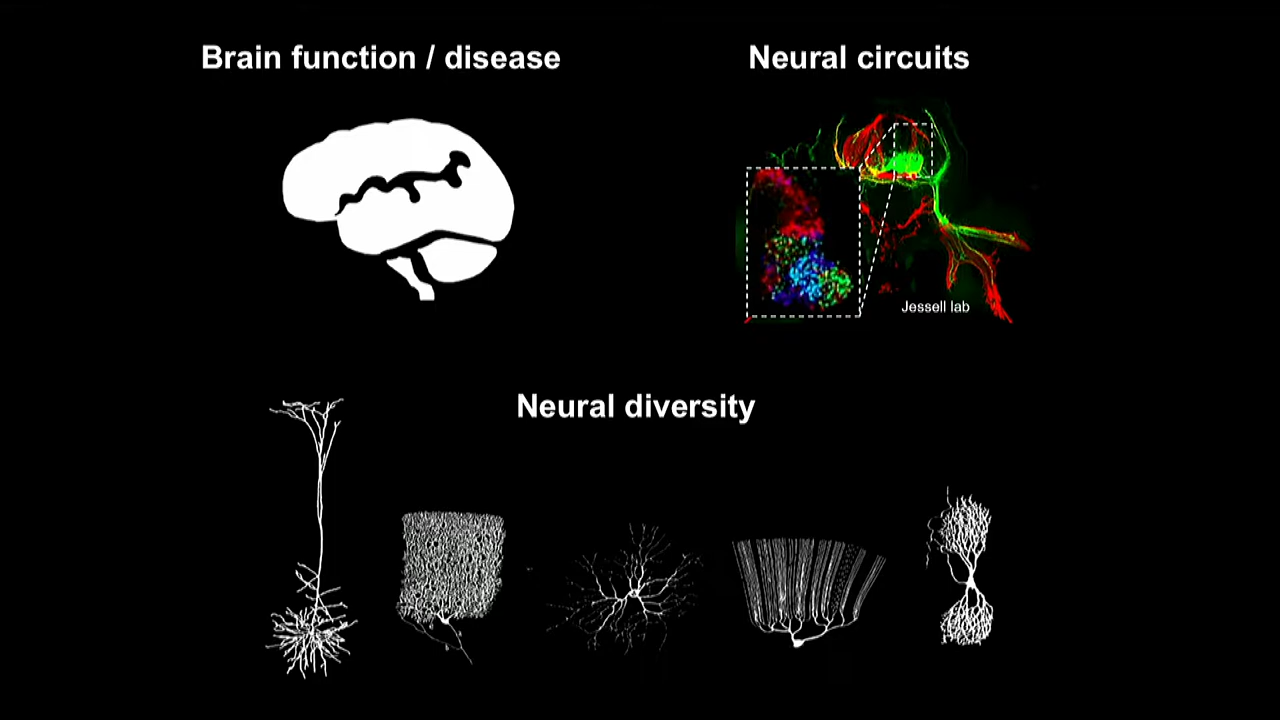 Brain function / disease
Neural circuits
Jessell lab
Neural diversity